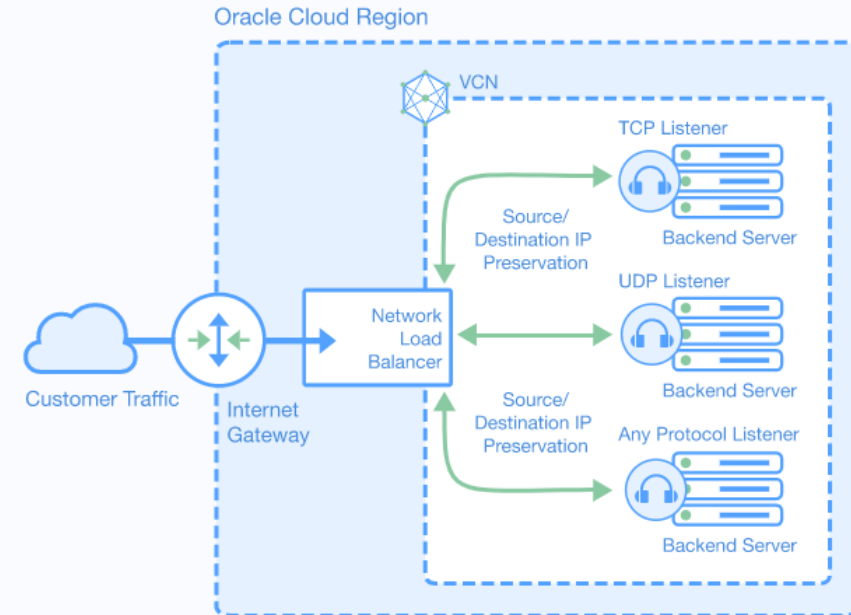 Oracle Cloud Region
VCN
TCP Listener
Source/
Destination IP
Preservation
Backend Server
UDP Listener
Network
Load
Balancer
Customer Traffic
Internet
Gateway
Backend Server
Source/
Destination IP
Preservation
Any Protocol Listener
Backend Server